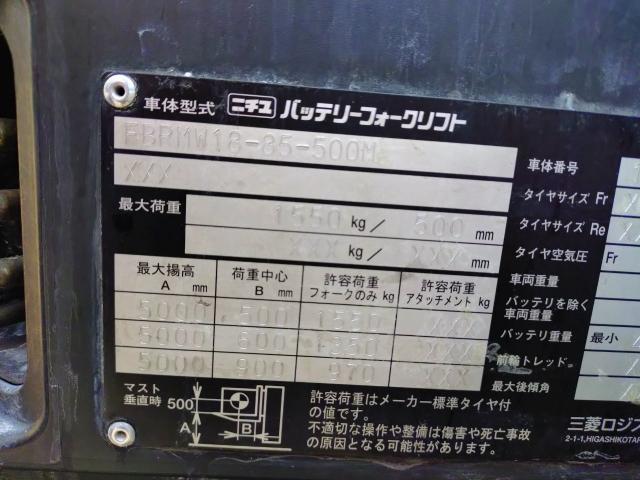 車体型式 ニチユ バッテリーフォークリフト
FBRMW18-85-500M
XXX
最大荷重 1550 kg／ 500 mm
XXX kg／ XXX mm
最大揚高 A mm 荷重中心 B mm 許容荷重 フォークのみ kg 許容荷重 アタッチメント kg
5000 500 1550 XXX
5000 600 XXX
5000 900 970 XXX
マスト垂直時 500 A B
許容荷重はメーカー標準タイヤ付
の値です。
不適切な操作や整備は傷害や死亡事故
の原因となる可能性があります。
車体番号
タイヤサイズ Fr
タイヤサイズ Re
タイヤ空気圧 Fr
車両重量
バッテリを除く
車両重量
バッテリ重量 最小
前輪トレッド
最大後傾角
三菱ロジス
2-1-1,HIGASHIKOTAR